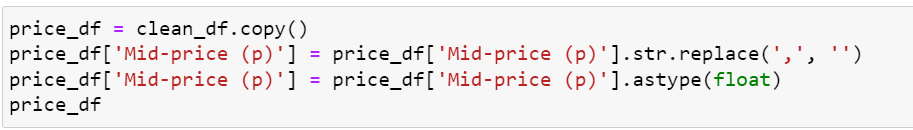 price_df = clean_df.copy()
price_df['Mid-price (p)'] = price_df['Mid-price (p)'].str.replace(',', '')
price_df['Mid-price (p)'] = price_df['Mid-price (p)'].astype(float)
price_df